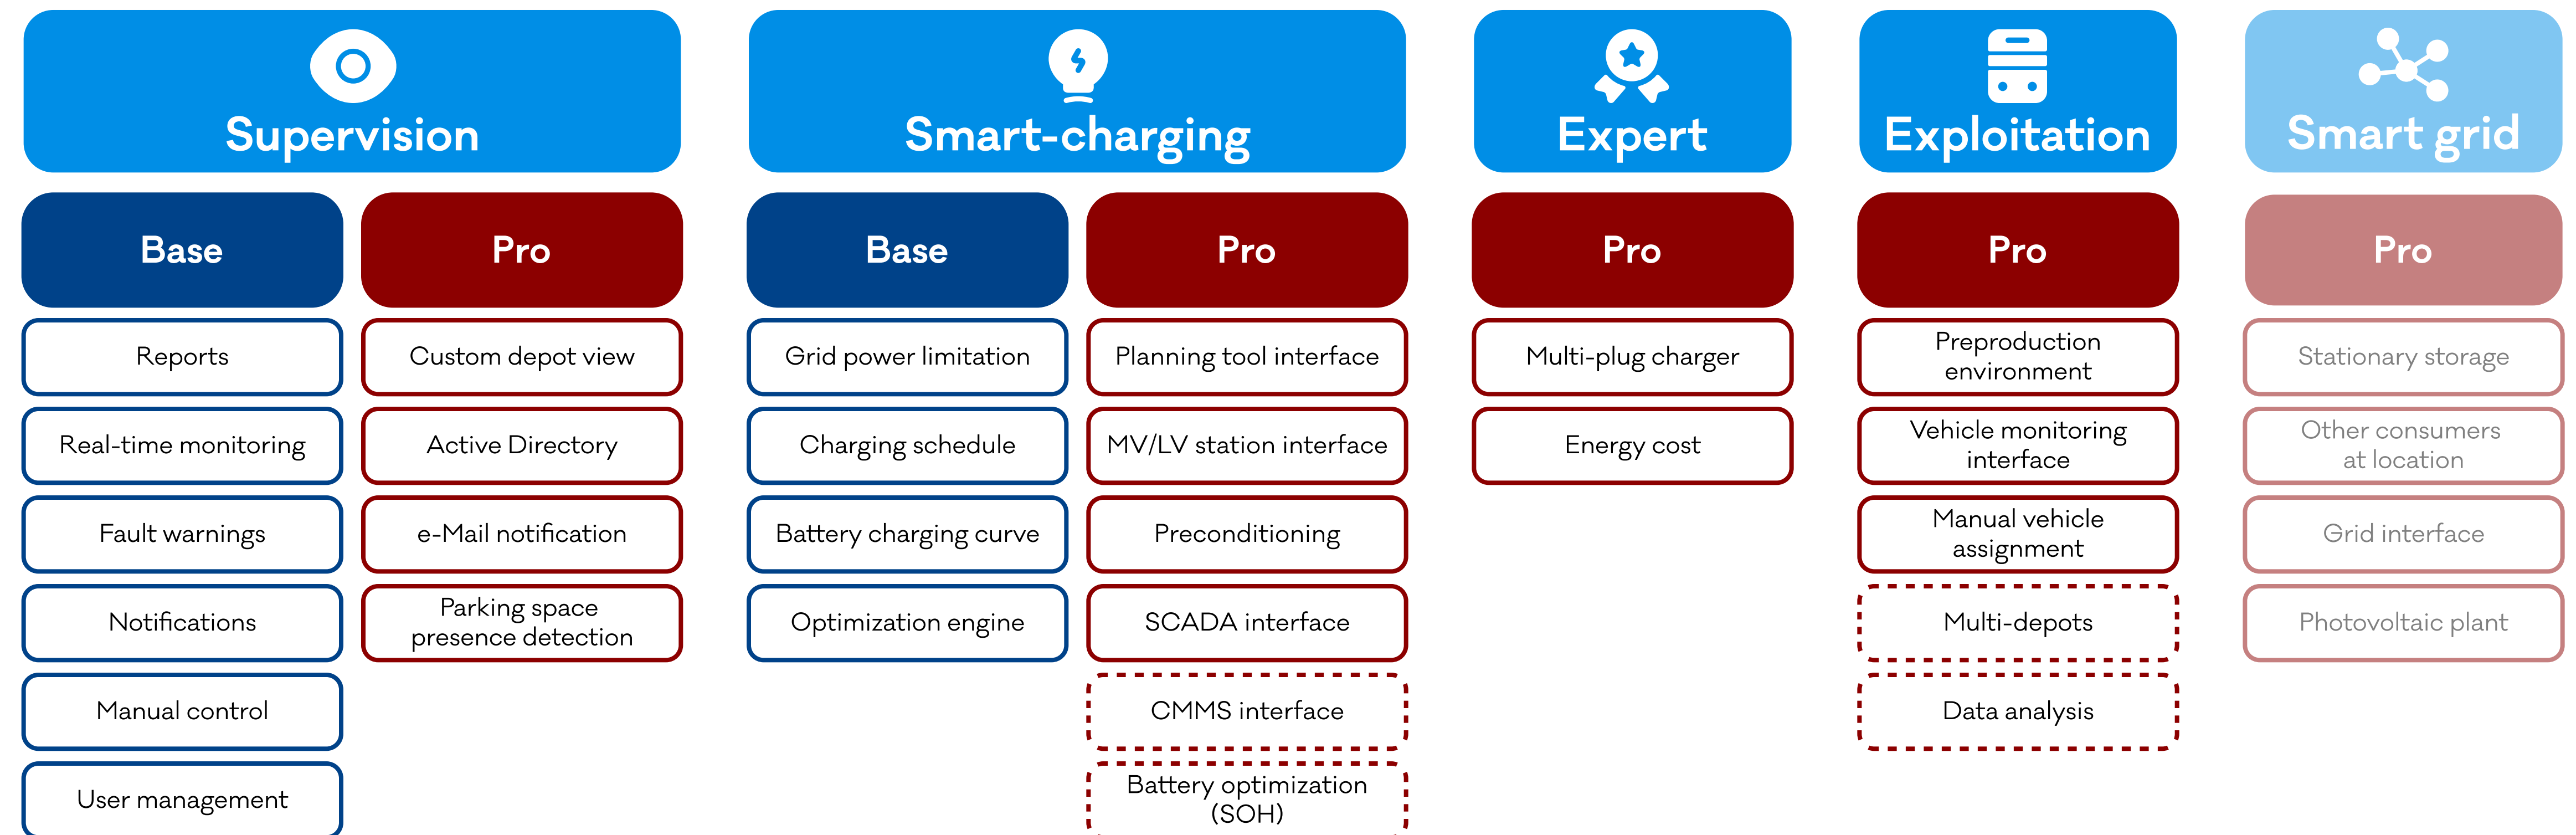 Supervision
Base
Pro
Reports
Real-time monitoring
Fault warnings
Notifications
Manual control
User management
Custom depot view
Active Directory
e-Mail notification
Parking space
presence detection
Smart-charging
Base
Pro
Grid power limitation
Charging schedule
Battery charging curve
Optimization engine
Planning tool interface
MV/LV station interface
Preconditioning
SCADA interface
CMMS interface
Battery optimization
(SOH)
Expert
Pro
Multi-plug charger
Energy cost
Exploitation
Pro
Preproduction
environment
Vehicle monitoring
interface
Manual vehicle
assignment
Multi-depots
Data analysis
Smart grid
Pro
Stationary storage
Other consumers
at location
Grid interface
Photovoltaic plant